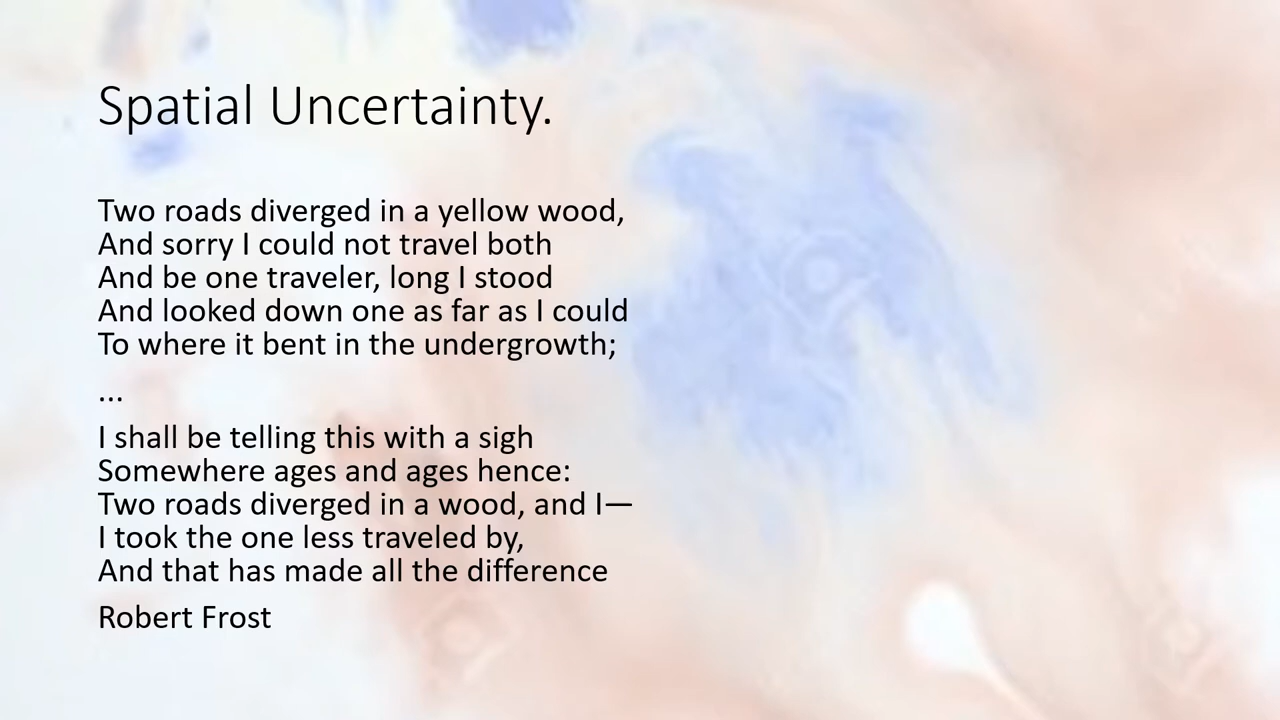 Spatial Uncertainty.
Two roads diverged in a yellow wood,
And sorry I could not travel both
And be one traveler, long I stood
And looked down one as far as I could
To where it bent in the undergrowth;
...
I shall be telling this with a sigh
Somewhere ages and ages hence:
Two roads diverged in a wood, and I—
I took the one less traveled by,
And that has made all the difference
Robert Frost